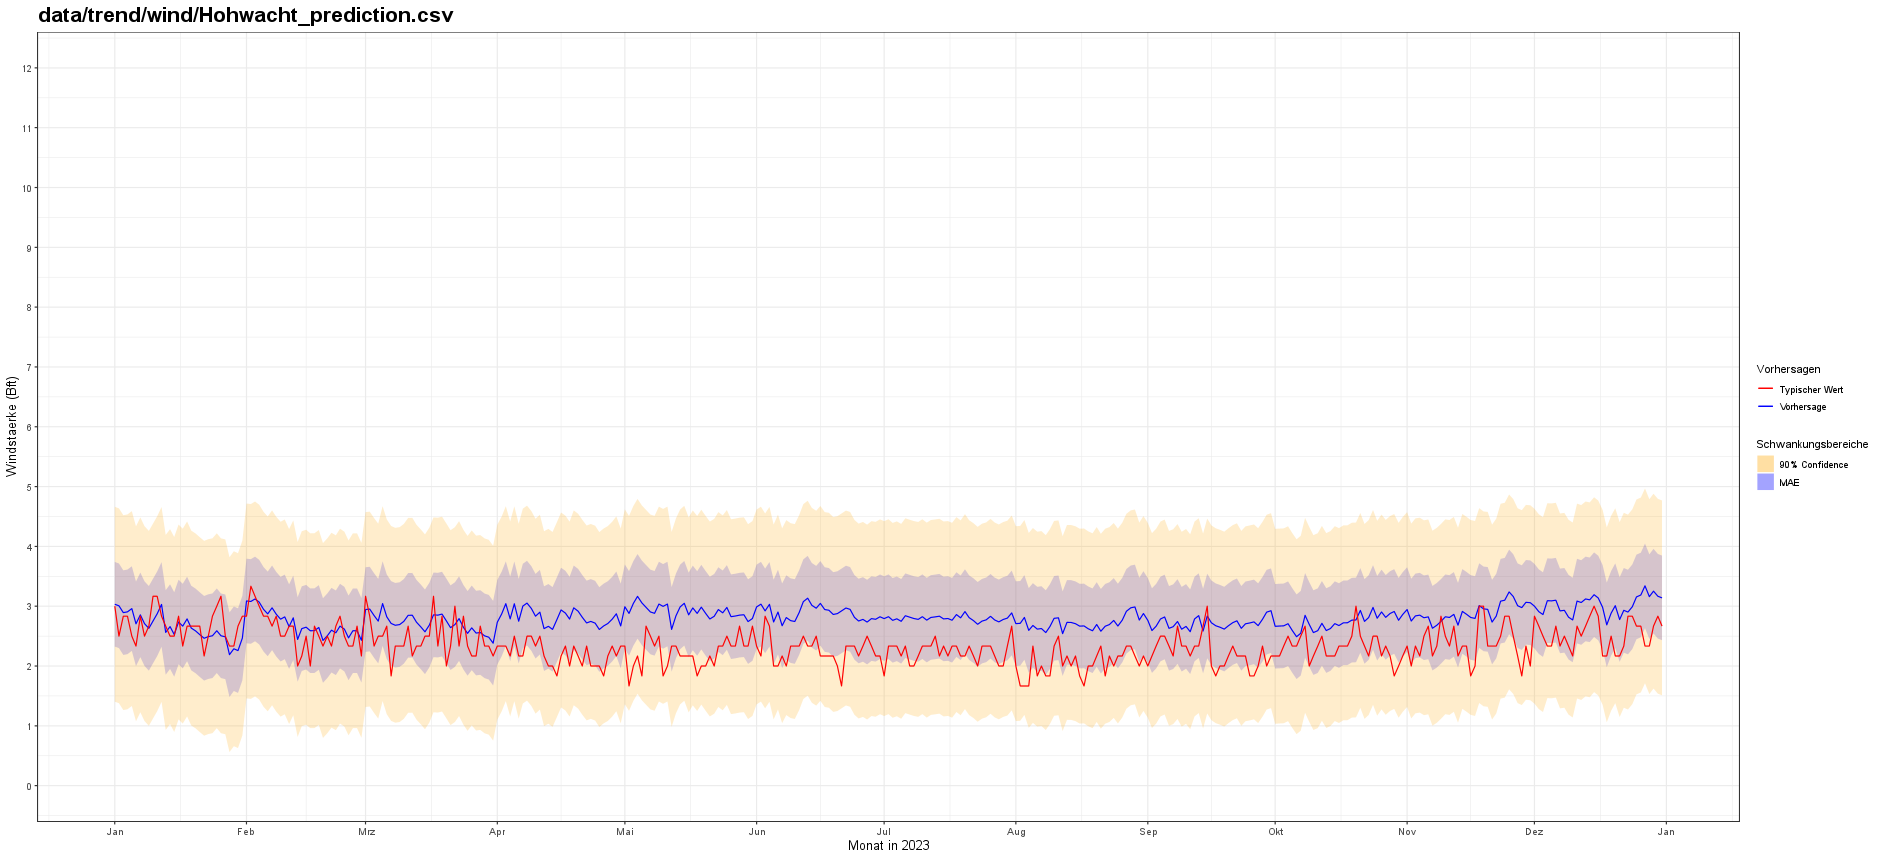 data/trend/wind/Hohwacht_prediction.csv
12
11
10
9
8
7
6
5
4
3
2
1
0
Windstaerke (Bft)
Jan
Feb
Mrz
Apr
Mai
Jun
Jul
Aug
Sep
Okt
Nov
Dez
Jan
Monat in 2023
Vorhersagen
Typischer Wert
Vorhersage
Schwankungsbereiche
90% Confidence
MAE